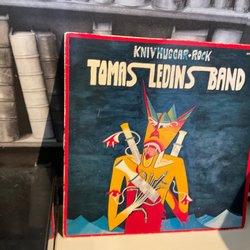 KNIVHUGGAR·ROCK
TOMAS LEDINS BAND